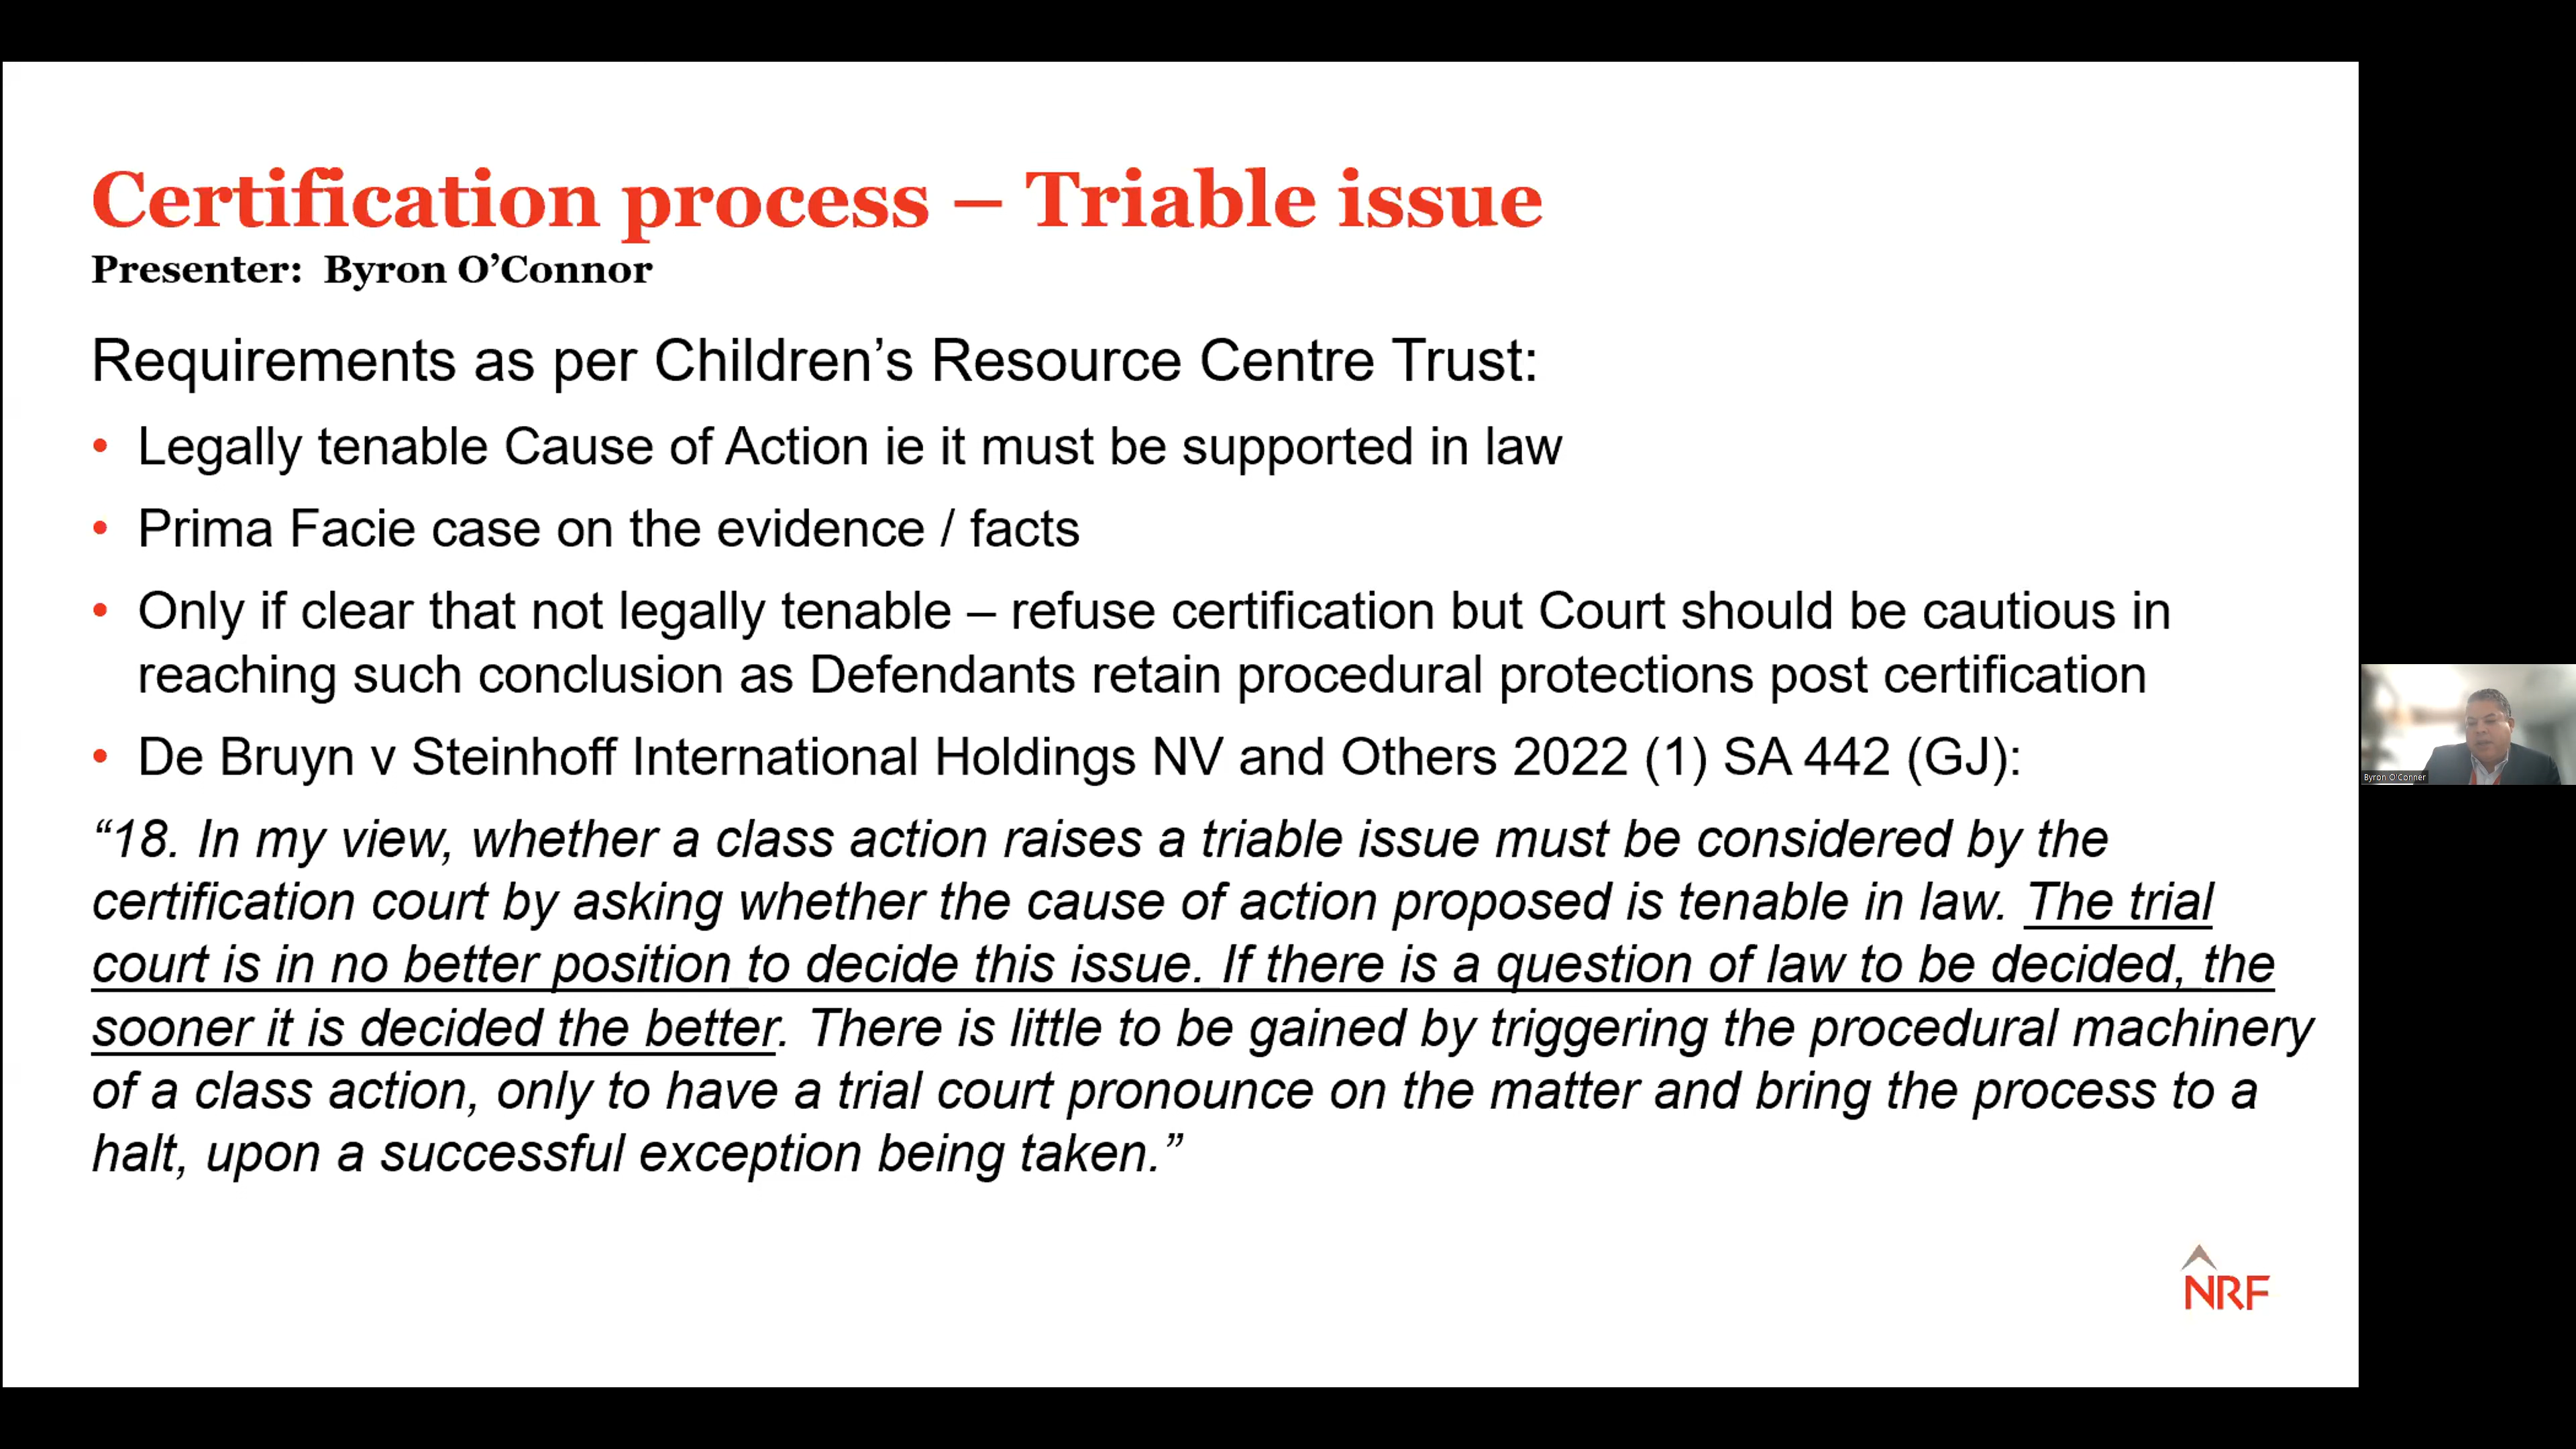 Certification process – Triable issue
Presenter: Byron O’Connor
Requirements as per Children’s Resource Centre Trust:
• Legally tenable Cause of Action ie it must be supported in law
• Prima Facie case on the evidence / facts
• Only if clear that not legally tenable – refuse certification but Court should be cautious in
reaching such conclusion as Defendants retain procedural protections post certification
• De Bruyn v Steinhoff International Holdings NV and Others 2022 (1) SA 442 (GJ):
“18. In my view, whether a class action raises a triable issue must be considered by the
certification court by asking whether the cause of action proposed is tenable in law. The trial
court is in no better position to decide this issue. If there is a question of law to be decided, the
sooner it is decided the better. There is little to be gained by triggering the procedural machinery
of a class action, only to have a trial court pronounce on the matter and bring the process to a
halt, upon a successful exception being taken.”
NRF
Byron O'Conner